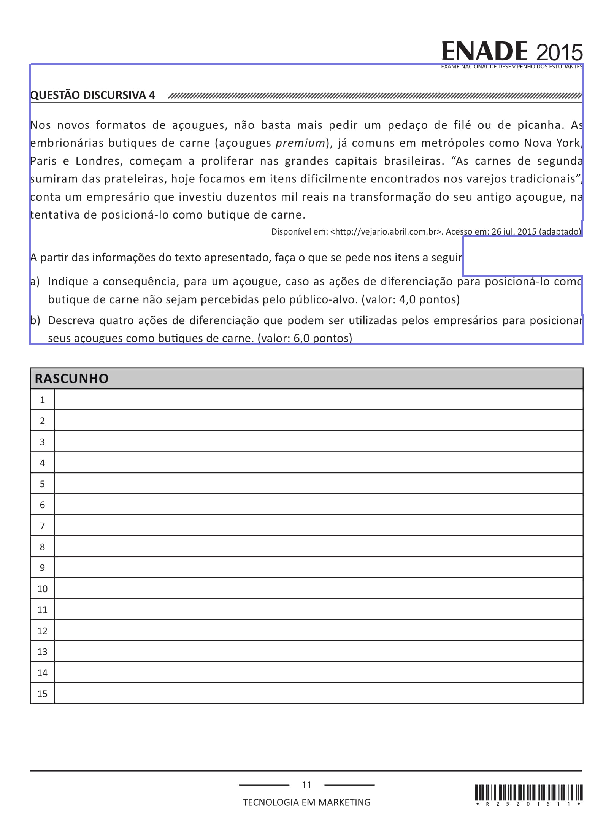 ENADE 2015
EXAME NACIONAL DE DESEMPENHO DOS ESTUDANTES
QUESTÃO DISCURSIVA 4
Nos novos formatos de açougues, não basta mais pedir um pedaço de filé ou de picanha. As
embrionárias butiques de carne (açougues premium), já comuns em metrópoles como Nova York,
Paris e Londres, começam a proliferar nas grandes capitais brasileiras. “As carnes de segunda
sumiram das prateleiras, hoje focamos em itens dificilmente encontrados nos varejos tradicionais”,
conta um empresário que investiu duzentos mil reais na transformação do seu antigo açougue, na
tentativa de posicioná-lo como butique de carne.
Disponível em: <http://vejario.abril.com.br>. Acesso em: 26 jul. 2015 (adaptado).
A partir das informações do texto apresentado, faça o que se pede nos itens a seguir
a) Indique a consequência, para um açougue, caso as ações de diferenciação para posicioná-lo como
butique de carne não sejam percebidas pelo público-alvo. (valor: 4,0 pontos)
b) Descreva quatro ações de diferenciação que podem ser utilizadas pelos empresários para posicionar
seus açougues como butiques de carne. (valor: 6,0 pontos)
RASCUNHO
1
2
3
4
5
6
7
8
9
10
11
12
13
14
15
11
TECNOLOGIA EM MARKETING
*R2320151 1*